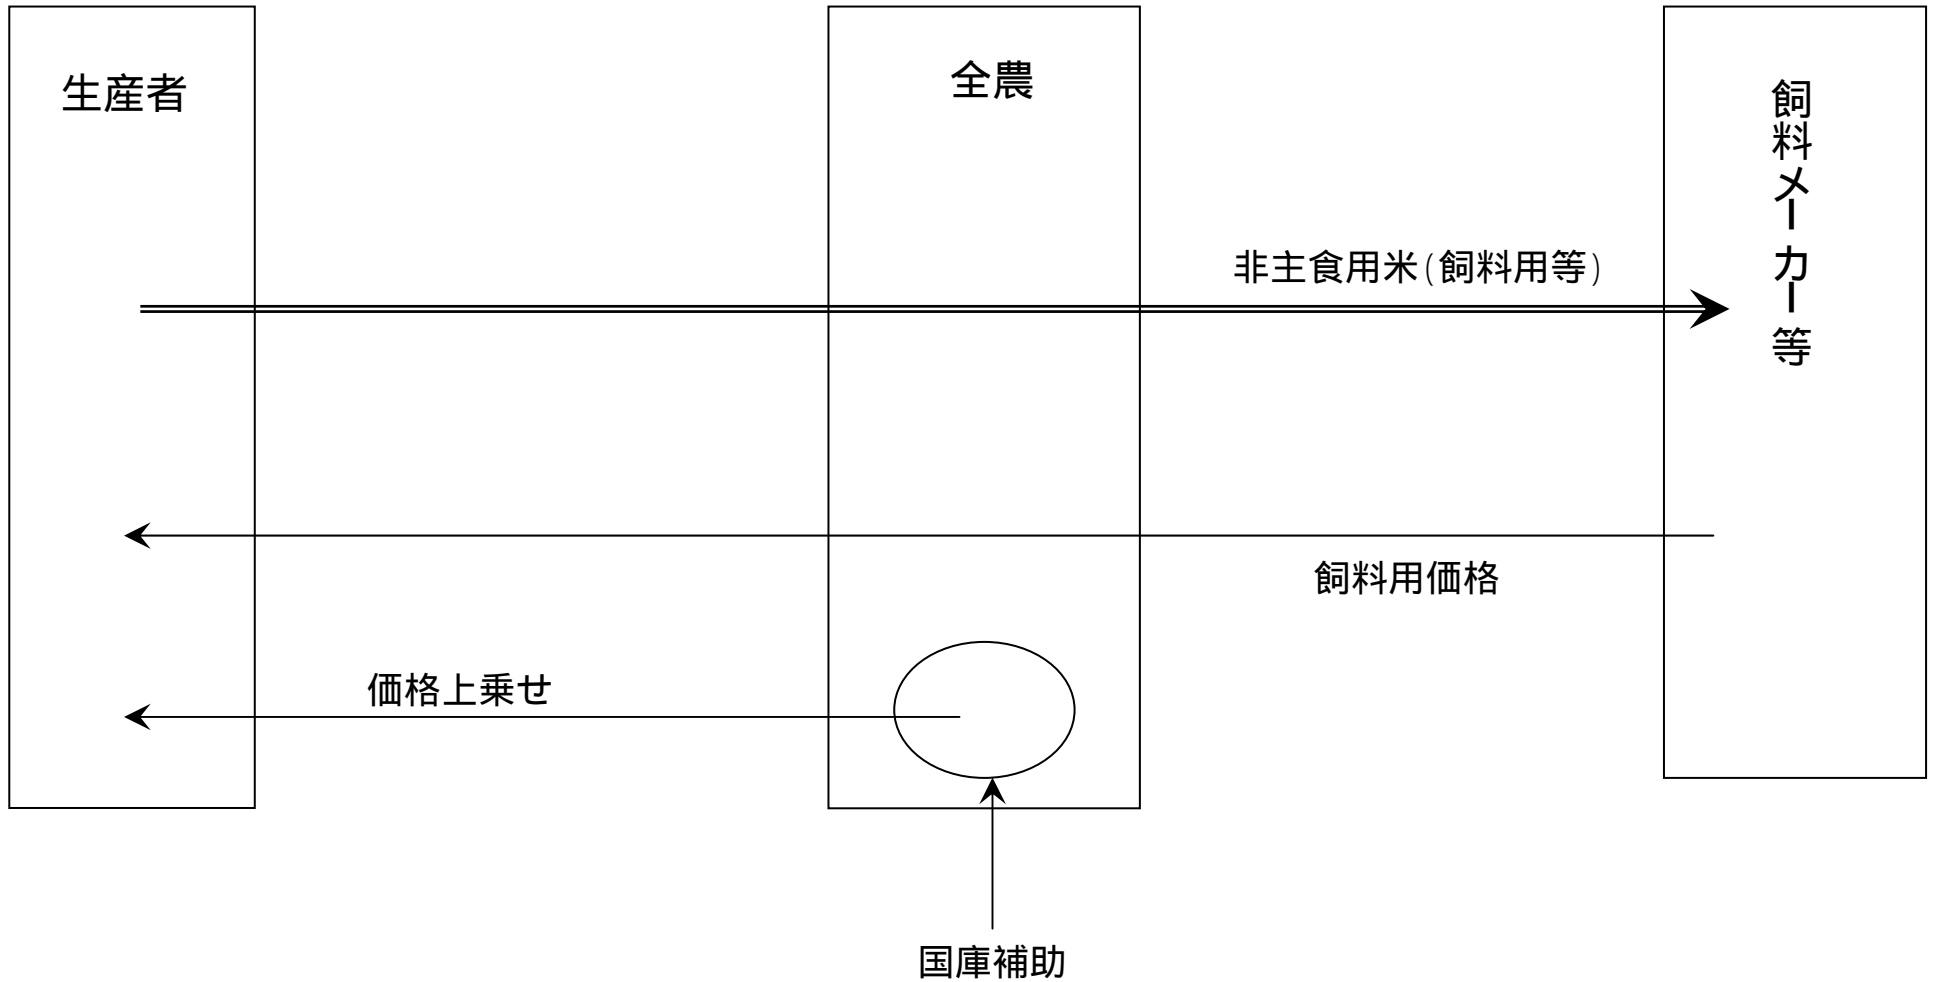 生産者
全農
飼料メーカー等
非主食用米(飼料用等)
飼料用価格
価格上乗せ
国庫補助